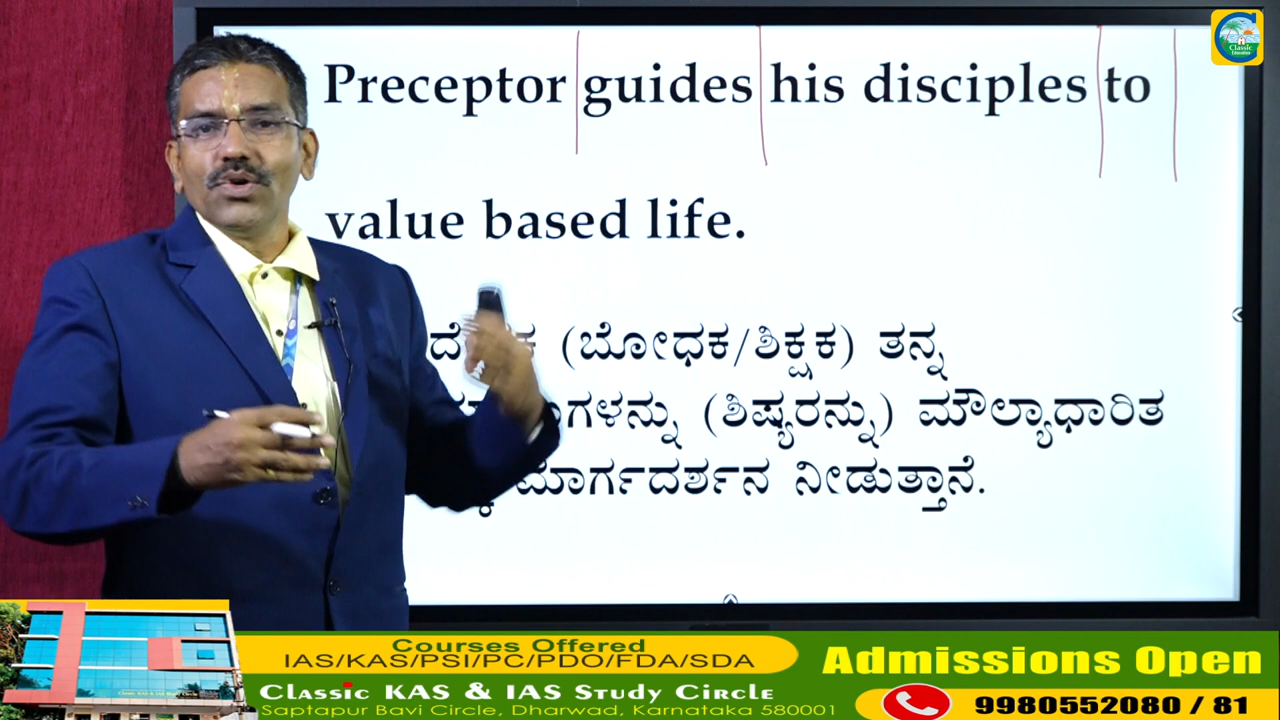 Preceptor guides his disciples to
value based life.
(ಬೋಧಕ/ಶಿಕ್ಷಕ) ತನ್ನ
(ಶಿಷ್ಯರನ್ನು) ಮೌಲ್ಯಾಧಾರಿತ
ಮಾರ್ಗದರ್ಶನ ನೀಡುತ್ತಾನೆ.
Classic
Education
Courses Offered
IAS/KAS/PSI/PC/PDO/FDA/SDA
Classic KAS & IAS Study Circle
Saptapur Bavi Circle, Dharwad, Karnataka 580001
Admissions Open
9980552080 / 81